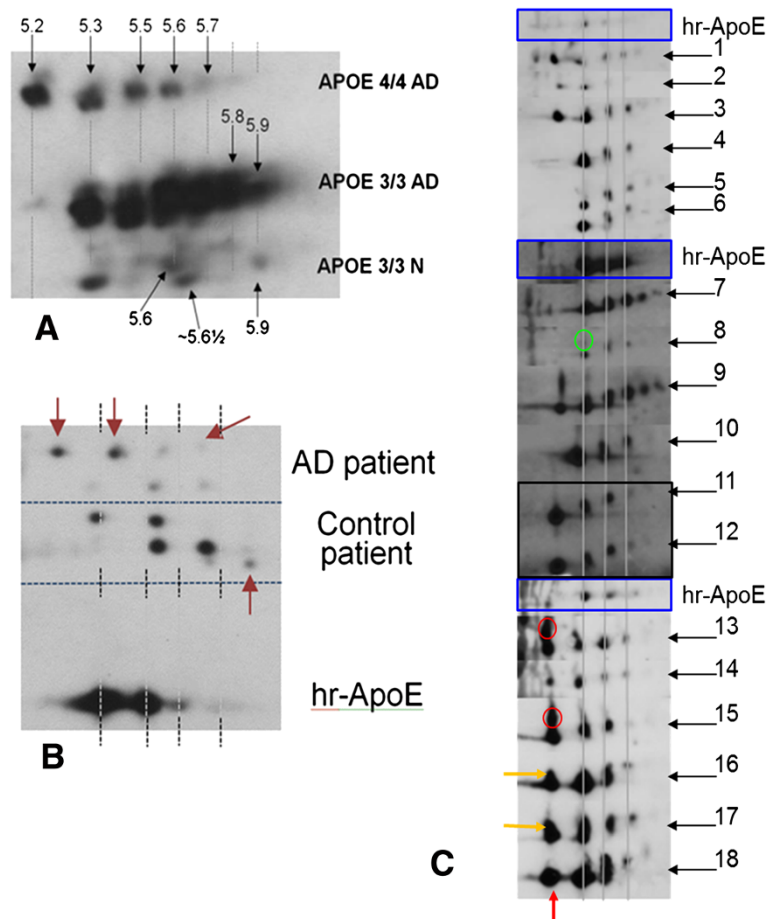 5.2 5.3 5.5 5.6 5.7
APOE 4/4 AD
5.8
5.9
APOE 3/3 AD
APOE 3/3 N
5.6
~5.6½
5.9
A
AD patient
Control
patient
hr-ApoE
B
hr-ApoE
1
2
3
4
5
6
hr-ApoE
7
8
9
10
11
12
hr-ApoE
13
14
15
16
17
18
C